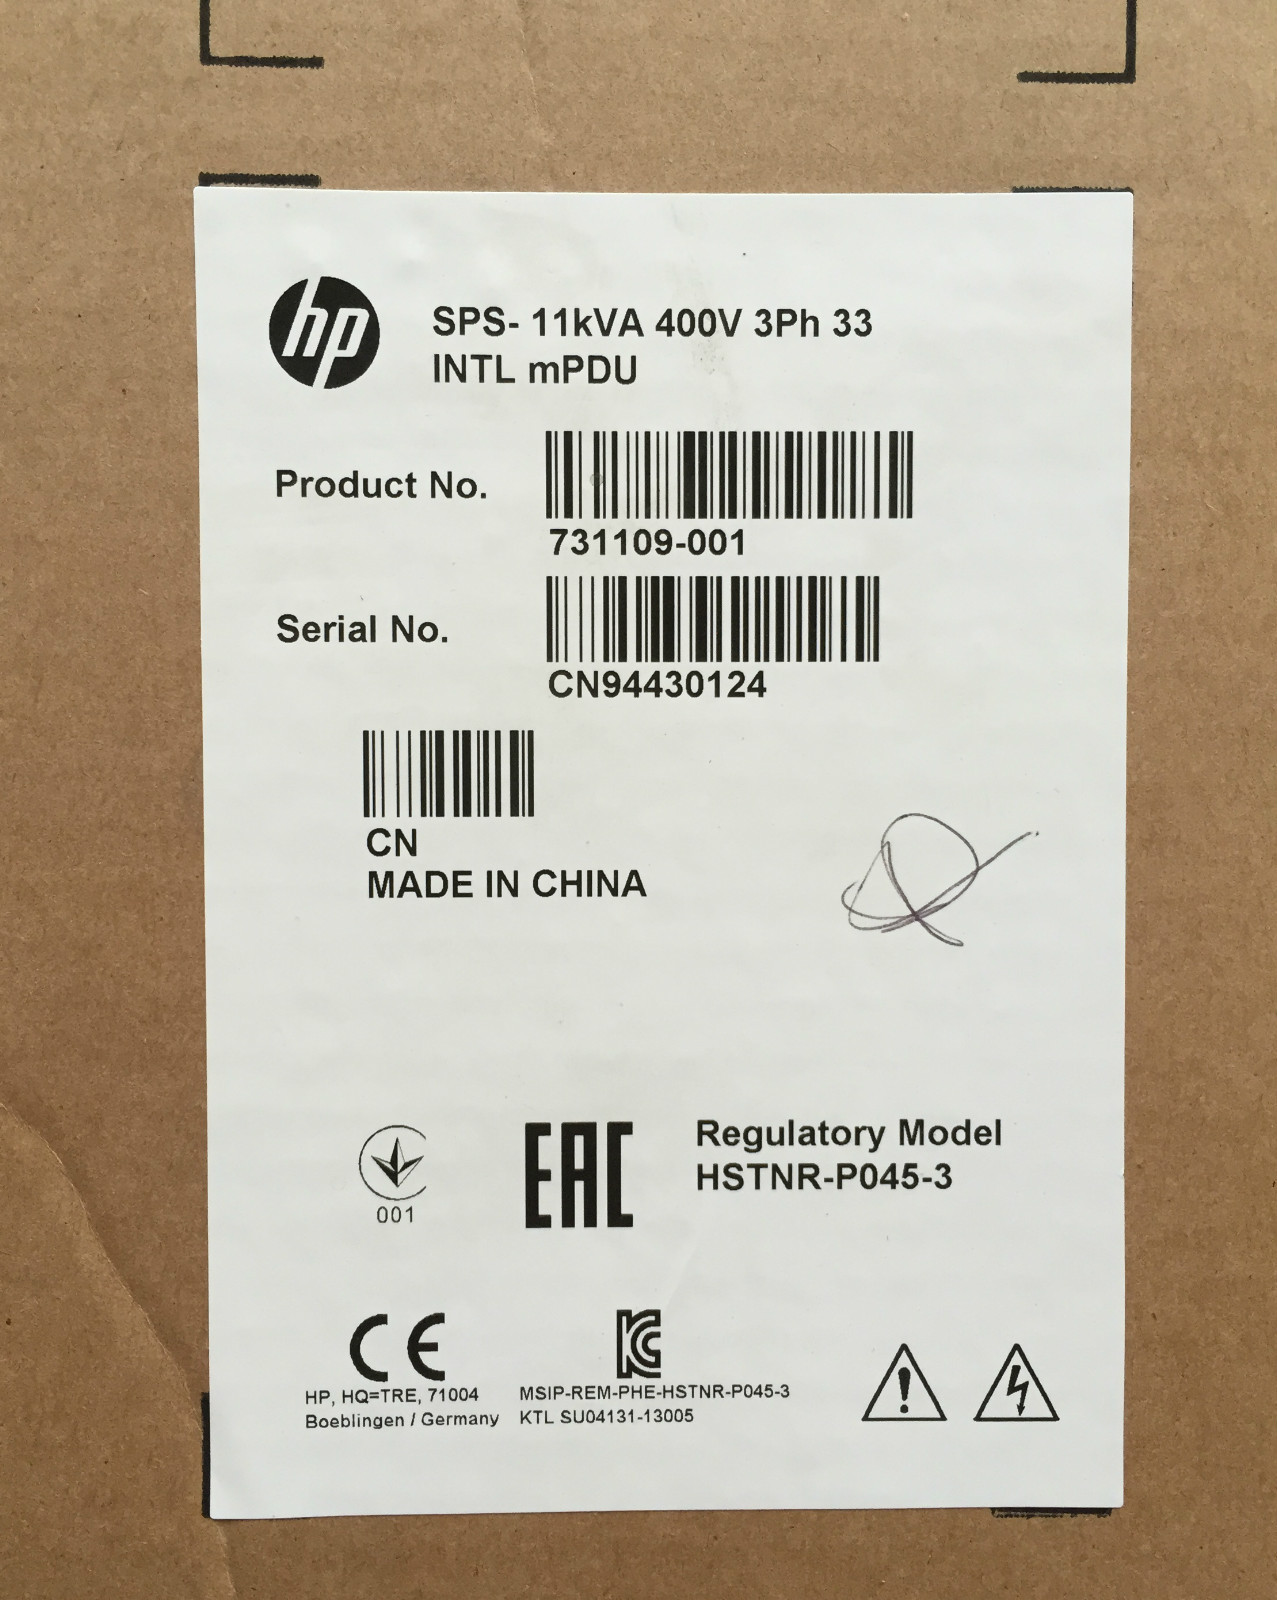 hp
SPS- 11kVA 400V 3Ph 33
INTL mPDU
Product No.
731109-001
Serial No.
CN94430124
CN
MADE IN CHINA
001
EAC
Regulatory Model
HSTNR-P045-3
CE
HP, HQ=TRE, 71004
Boeblingen / Germany
KC
MSIP-REM-PHE-HSTNR-P045-3
KTL SU04131-13005